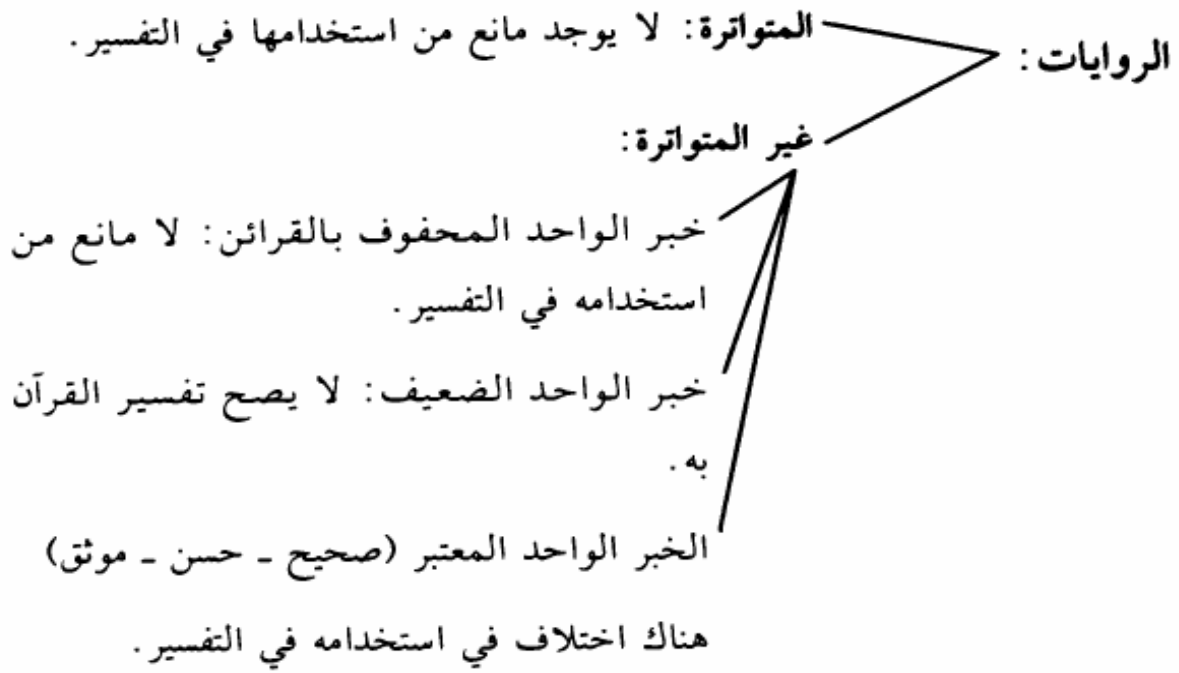 الروايات:
المتواترة: لا يوجد مانع من استخدامها في التفسير.
غير المتواترة:
خبر الواحد المحفوف بالقرائن: لا مانع من
استخدامه في التفسير.
خبر الواحد الضعيف: لا يصح تفسير القرآن
به.
الخبر الواحد المعتبر (صحيح - حسن - موثق)
هناك اختلاف في استخدامه في التفسير.